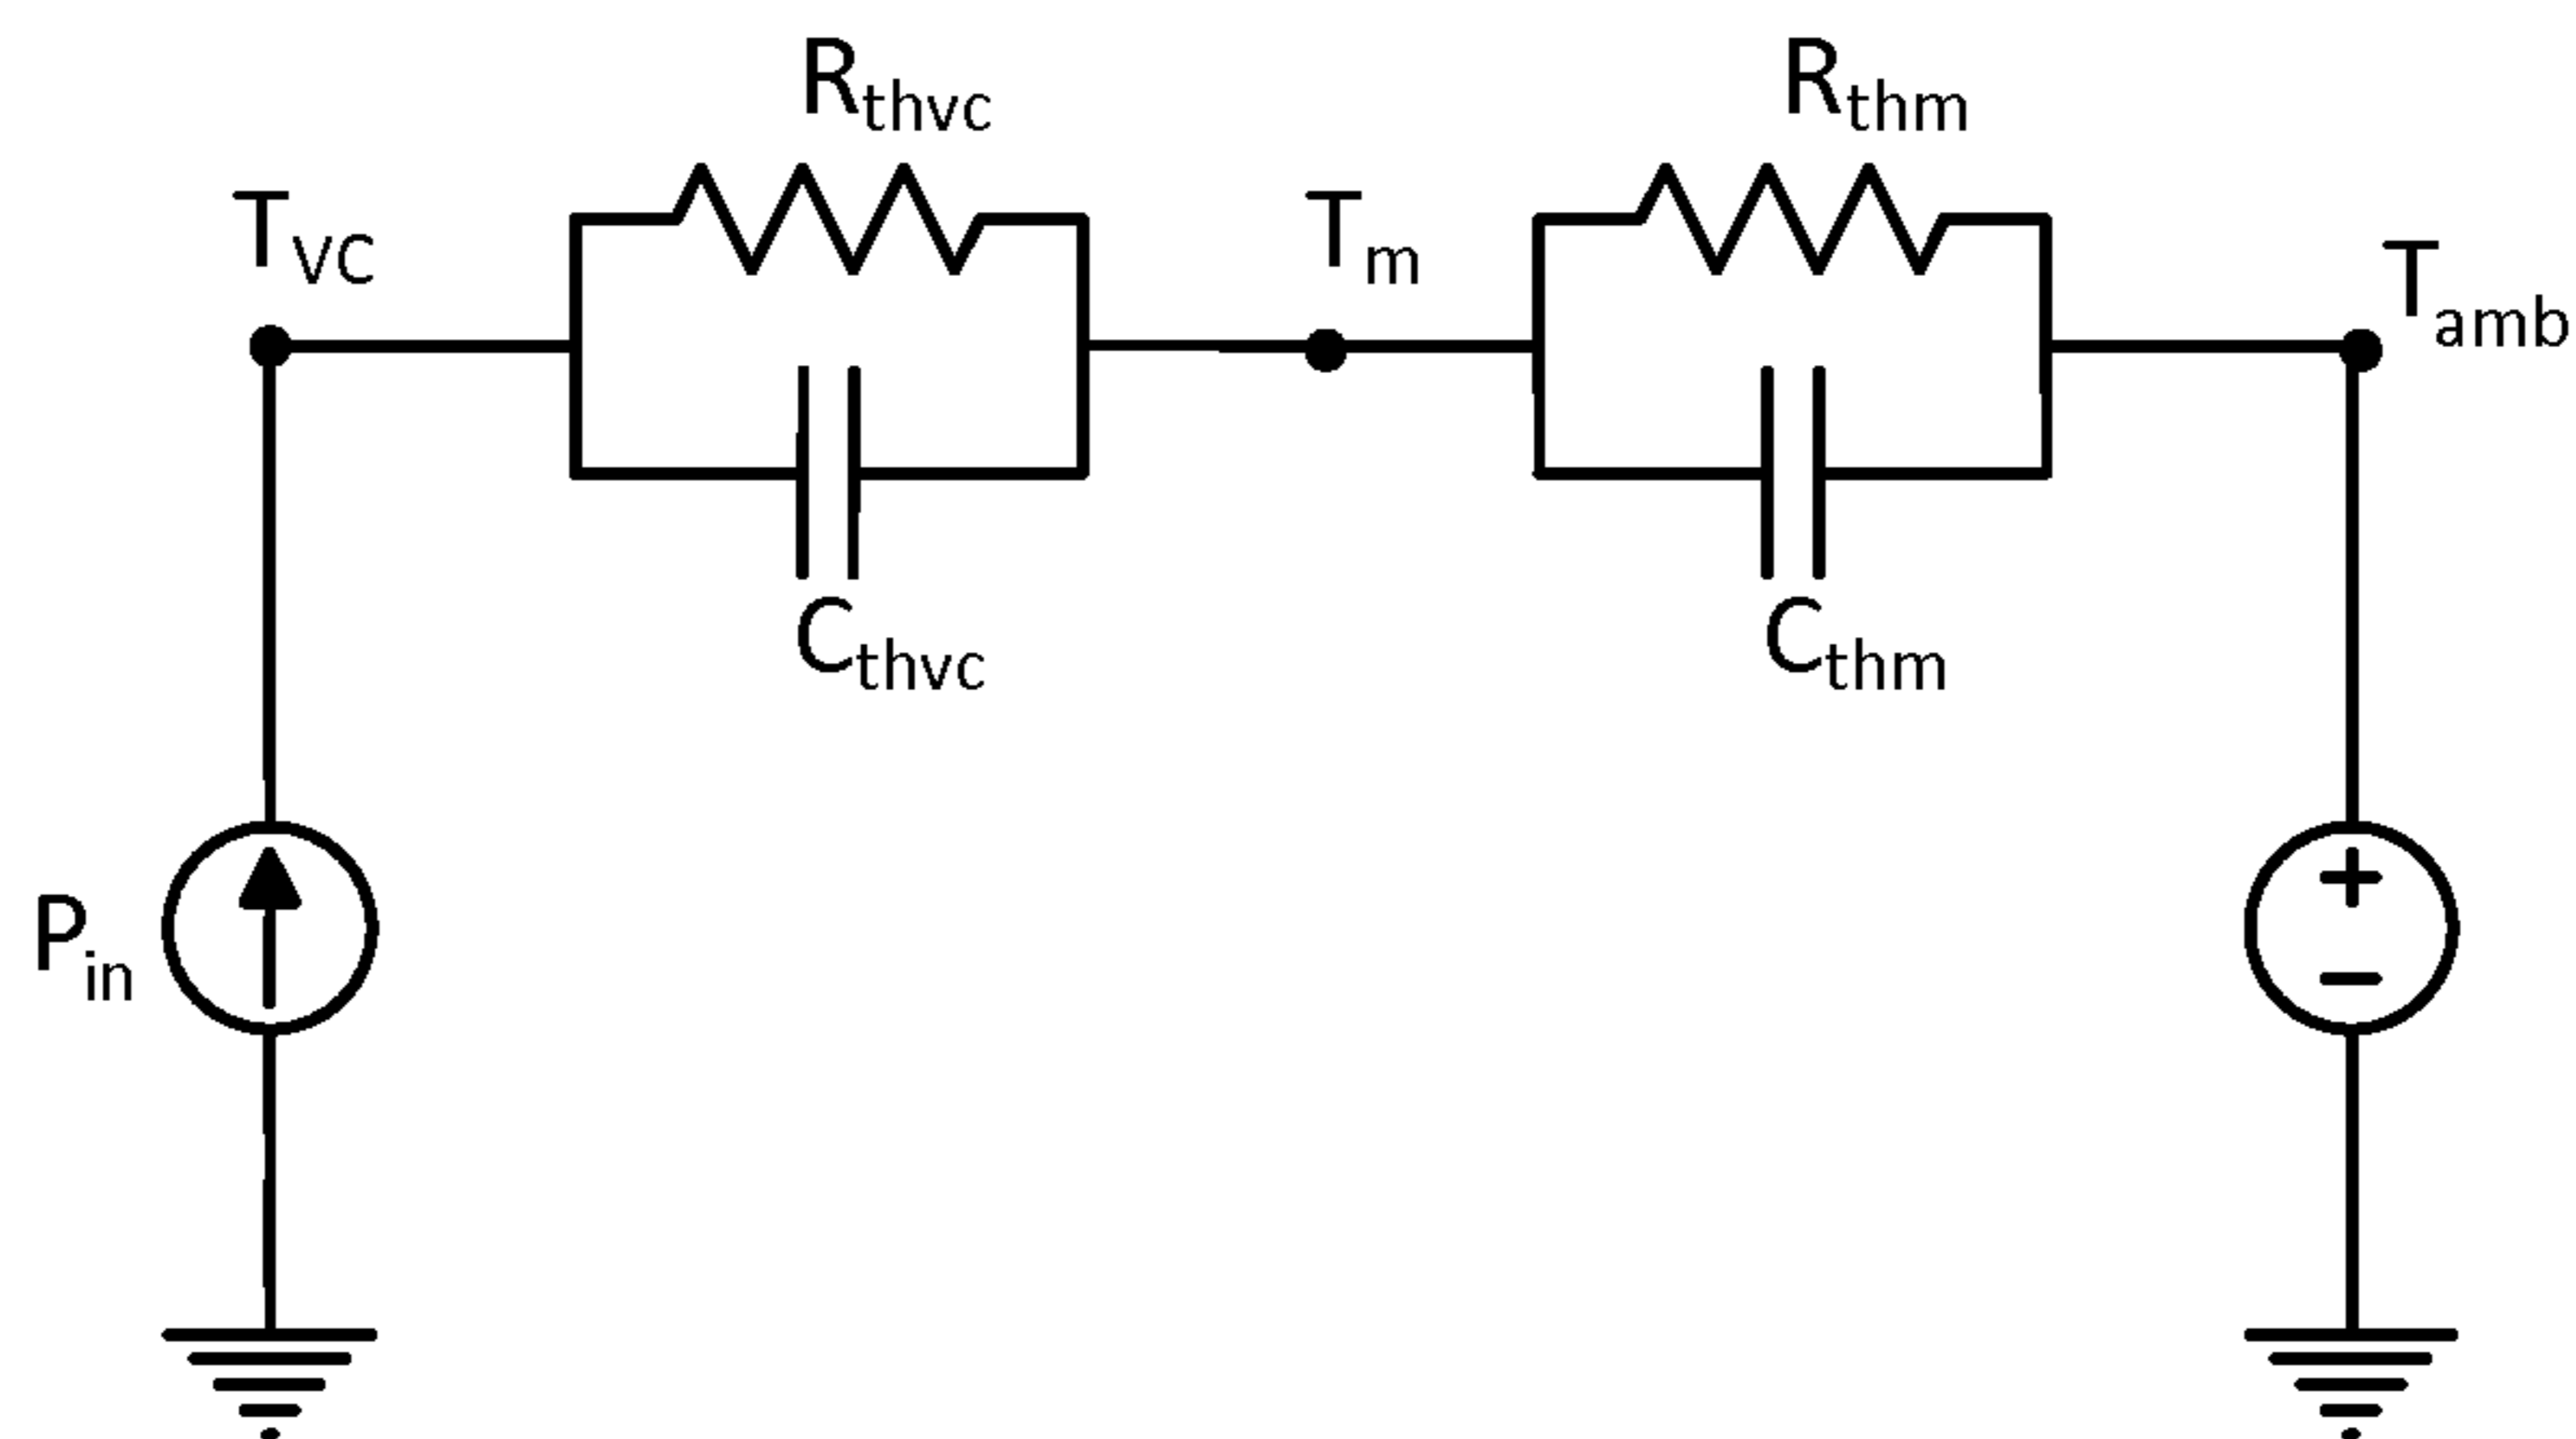 R_thvc
R_thm
T_VC
T_m
T_amb
C_thvc
C_thm
P_in
+
−